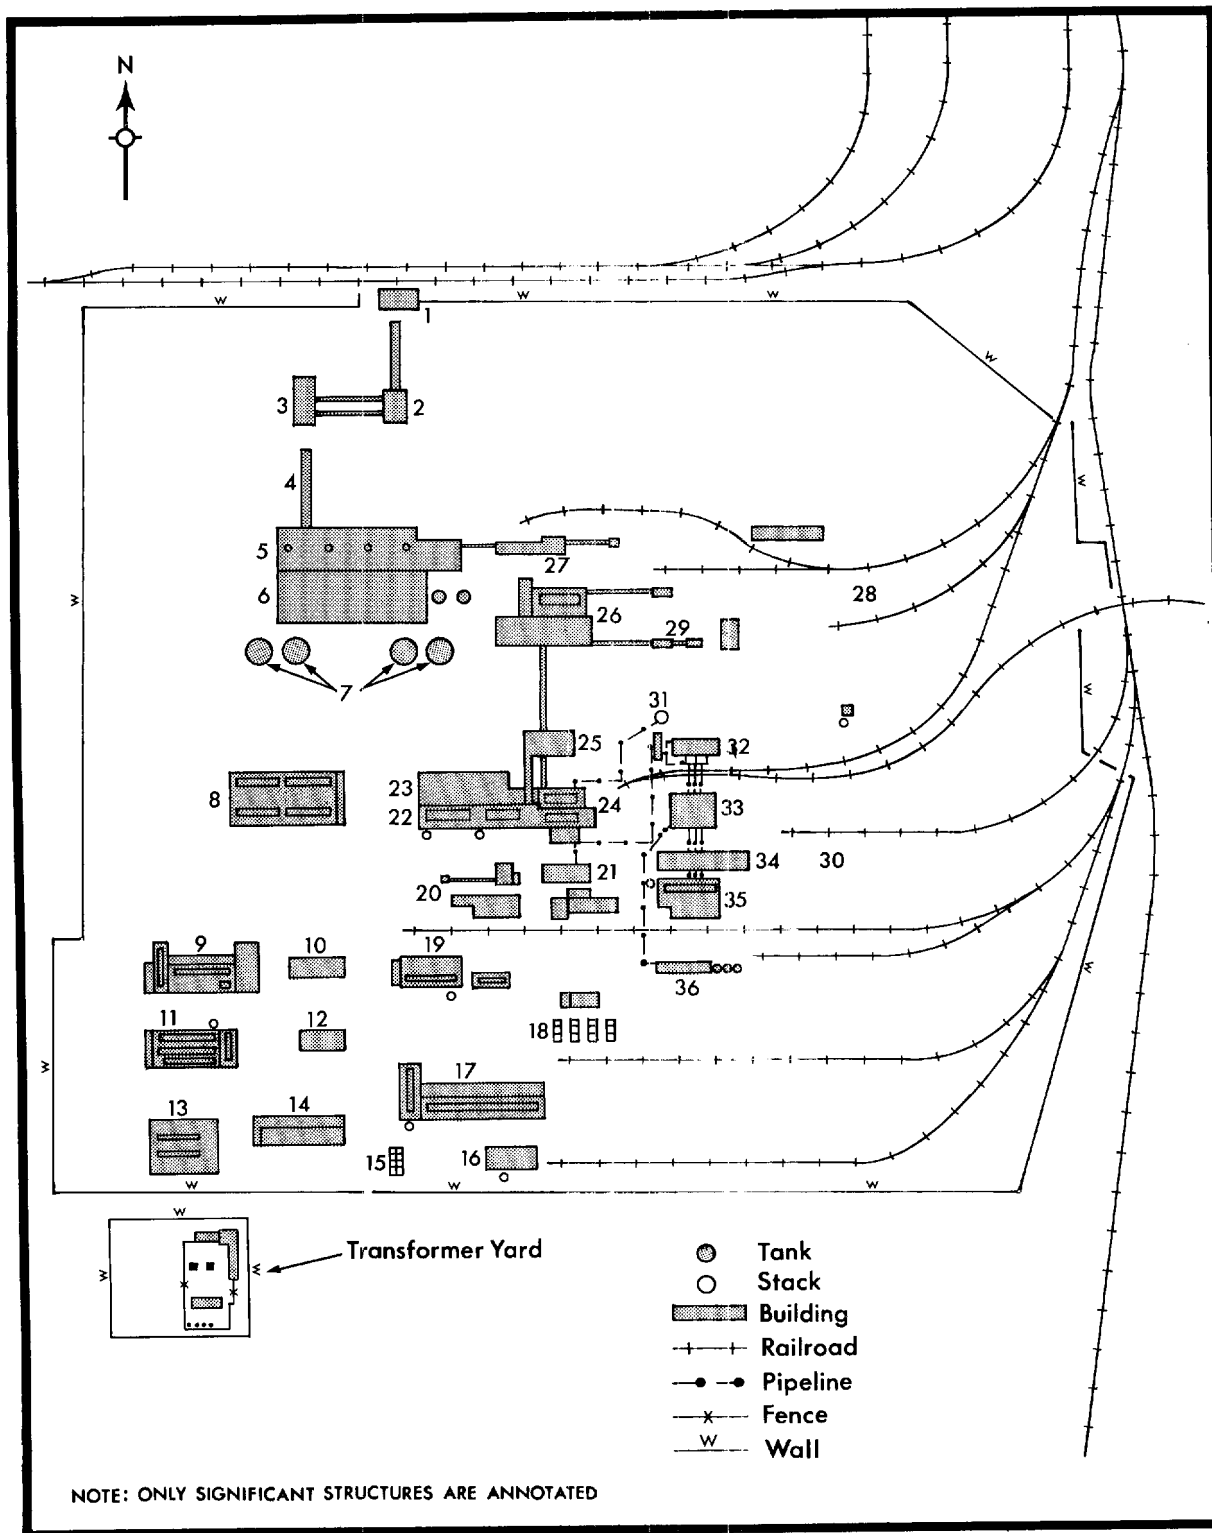 N
W
W
W
1
W
3
2
4
W
5
27
28
6
26
29
W
7
31
25
32
W
8
23
24
22
33
30
34
20
21
35
9
10
19
W
36
11
12
18
W
17
13
14
15
16
W
W
W
W
W
W
Transformer Yard
Tank
Stack
Building
Railroad
Pipeline
Fence
W
Wall
NOTE: ONLY SIGNIFICANT STRUCTURES ARE ANNOTATED